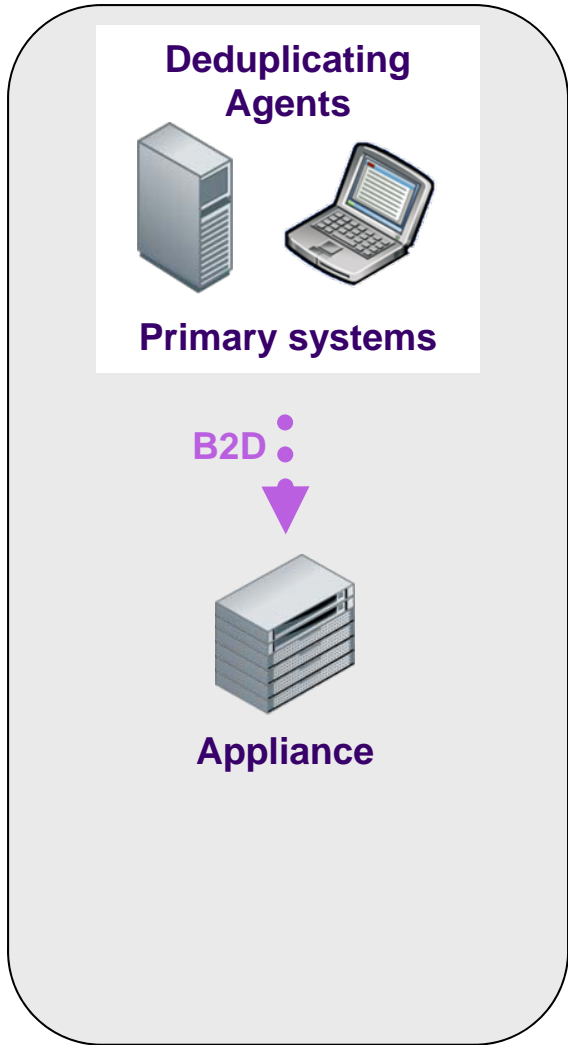 Deduplicating
Agents
Primary systems
B2D
Appliance